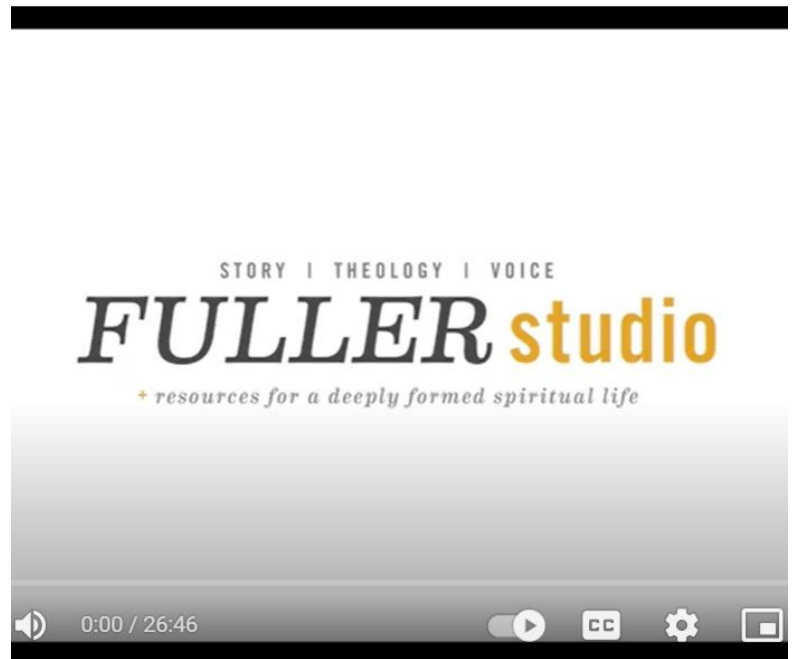 STORY | THEOLOGY | VOICE
FULLER studio
+ resources for a deeply formed spiritual life
0:00 / 26:46
CC